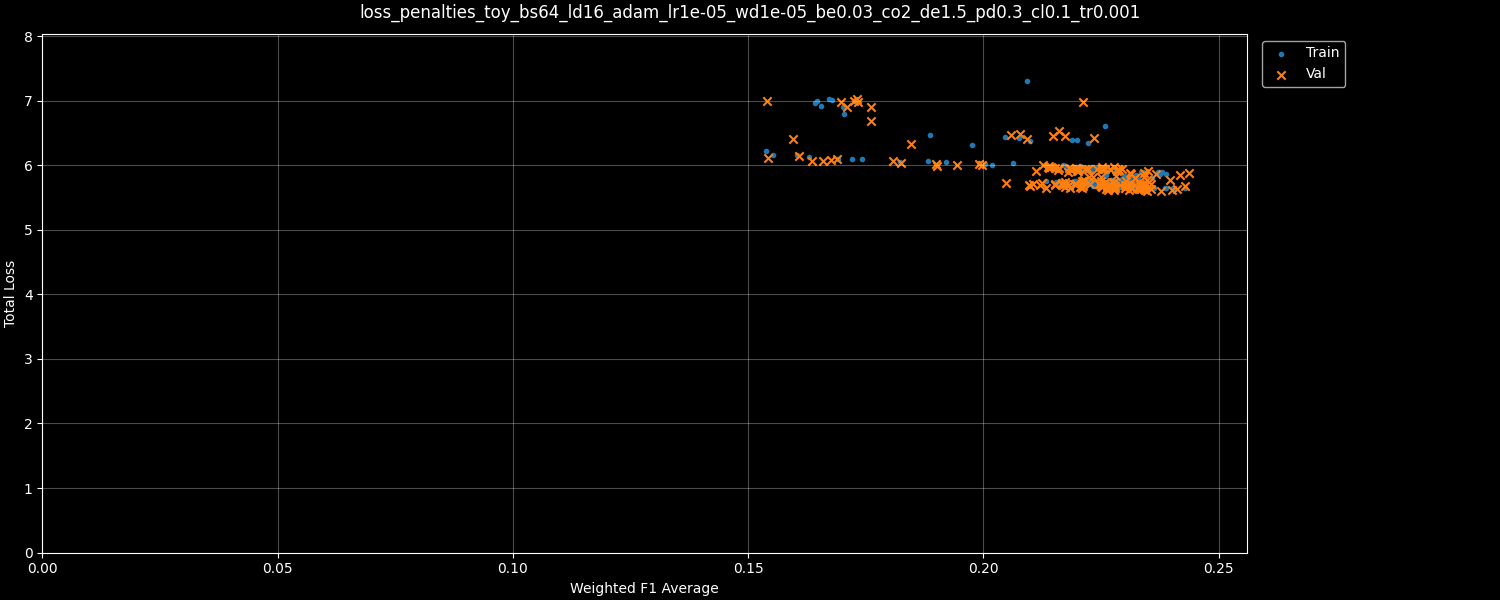 loss_penalties_toy_bs64_ld16_adam_lr1e-05_wd1e-05_be0.03_co2_de1.5_pd0.3_cl0.1_tr0.001
Train
Val
Total Loss
8
7
6
5
4
3
2
1
0
0.00 0.05 0.10 0.15 0.20 0.25
Weighted F1 Average